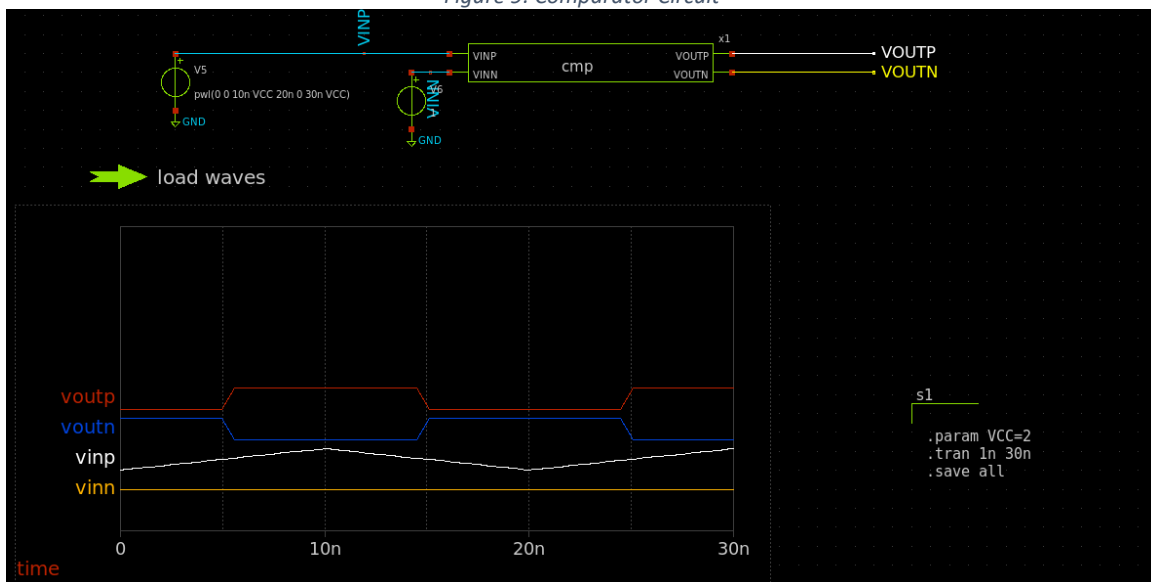 Figure 5. Comparator Circuit
VINP
x1
VINP
VINN
cmp
VOUTP
VOUTN
VOUTP
VOUTN
V5
pwl(0 0 10n VCC 20n 0 30n VCC)
GND
VINN
V6
GND
load waves
voutp
voutn
vinp
vinn
0 10n 20n 30n
time
s1
.param VCC=2
.tran 1n 30n
.save all